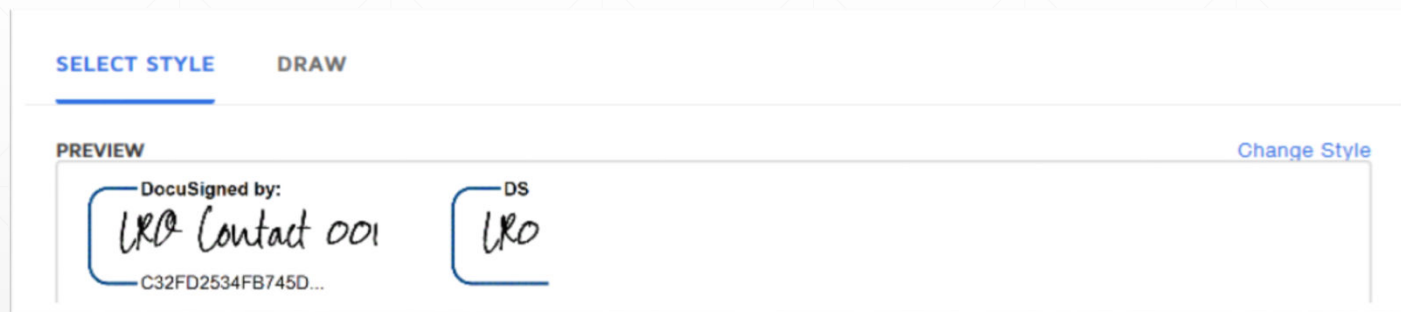 SELECT STYLE DRAW
PREVIEW Change Style
DocuSigned by: DS
LRO Contact 001 LRO
C32FD2534FB745D...